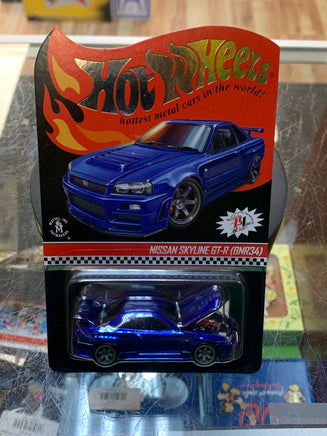 Hot Wheels
hottest metal cars in the world!
NISSAN SKYLINE GT-R (BNR34)